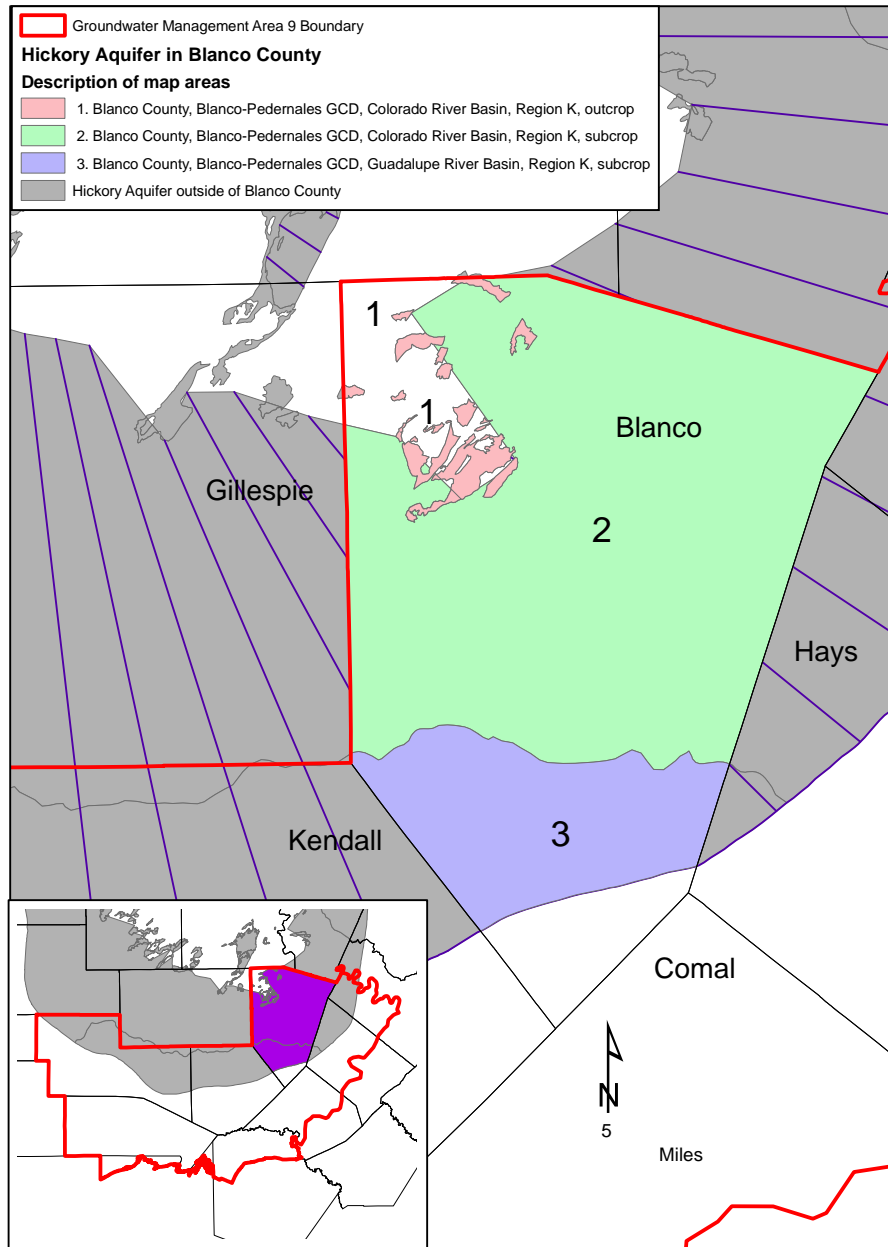 Groundwater Management Area 9 Boundary
Hickory Aquifer in Blanco County
Description of map areas
1. Blanco County, Blanco-Pedernales GCD, Colorado River Basin, Region K, outcrop
2. Blanco County, Blanco-Pedernales GCD, Colorado River Basin, Region K, subcrop
3. Blanco County, Blanco-Pedernales GCD, Guadalupe River Basin, Region K, subcrop
Hickory Aquifer outside of Blanco County
1
1
Blanco
Gillespie
2
Hays
Kendall
3
Comal
N
5
Miles